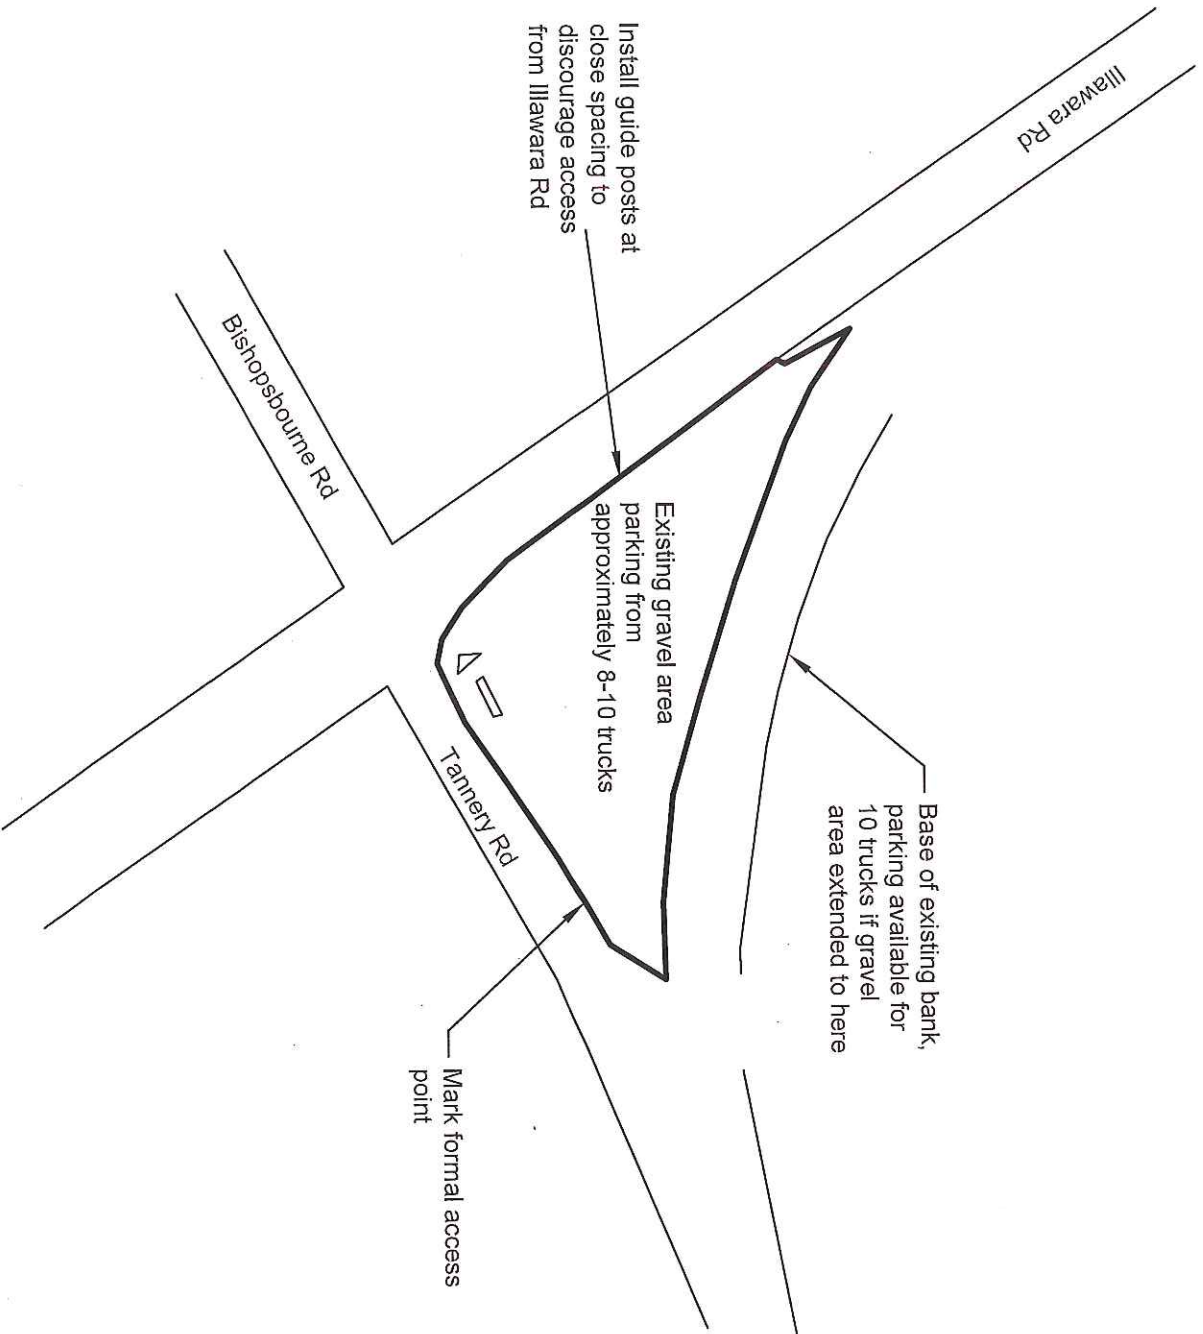 Illawara Rd
Base of existing bank,
parking available for
10 trucks if gravel
area extended to here
Install guide posts at
close spacing to
discourage access
from Illawara Rd
Existing gravel area
parking from
approximately 8-10 trucks
Bishopsbourne Rd
Tannery Rd
Mark formal access
point